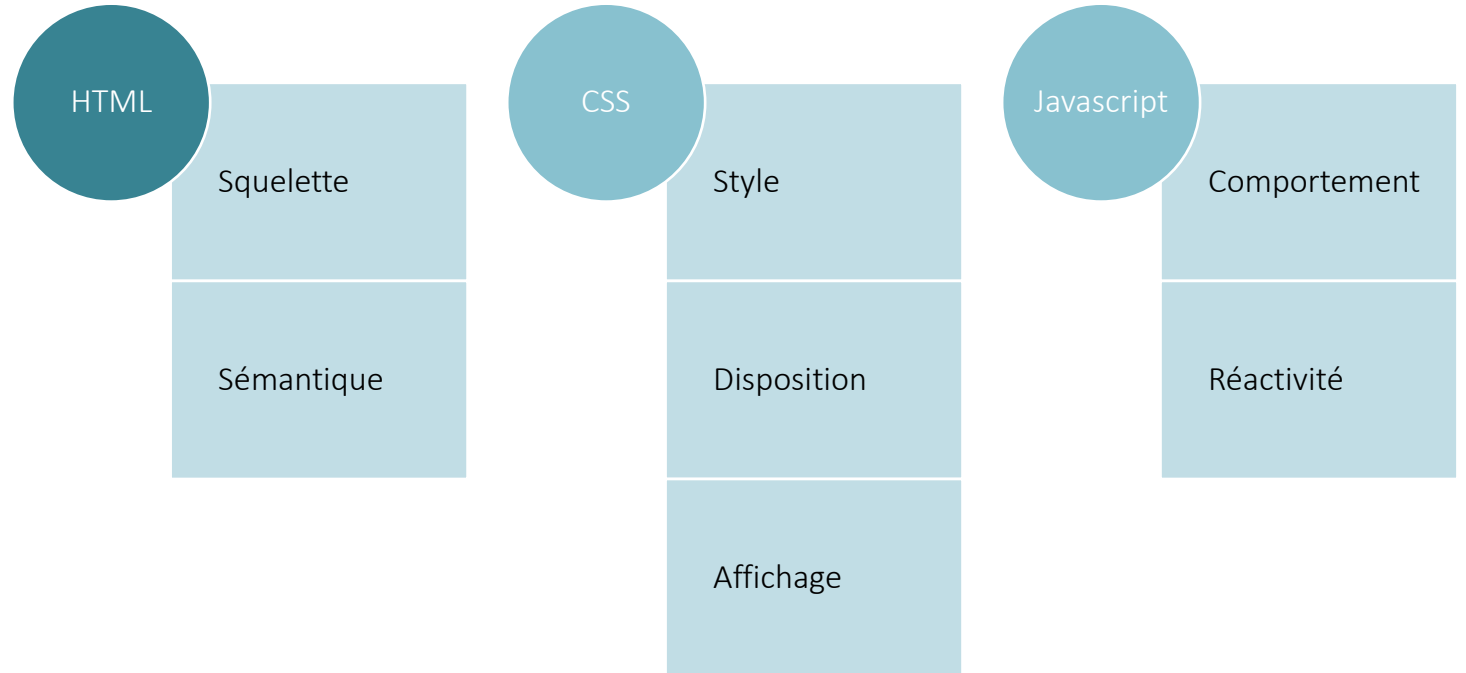 HTML
Squelette
Sémantique
CSS
Style
Disposition
Affichage
Javascript
Comportement
Réactivité